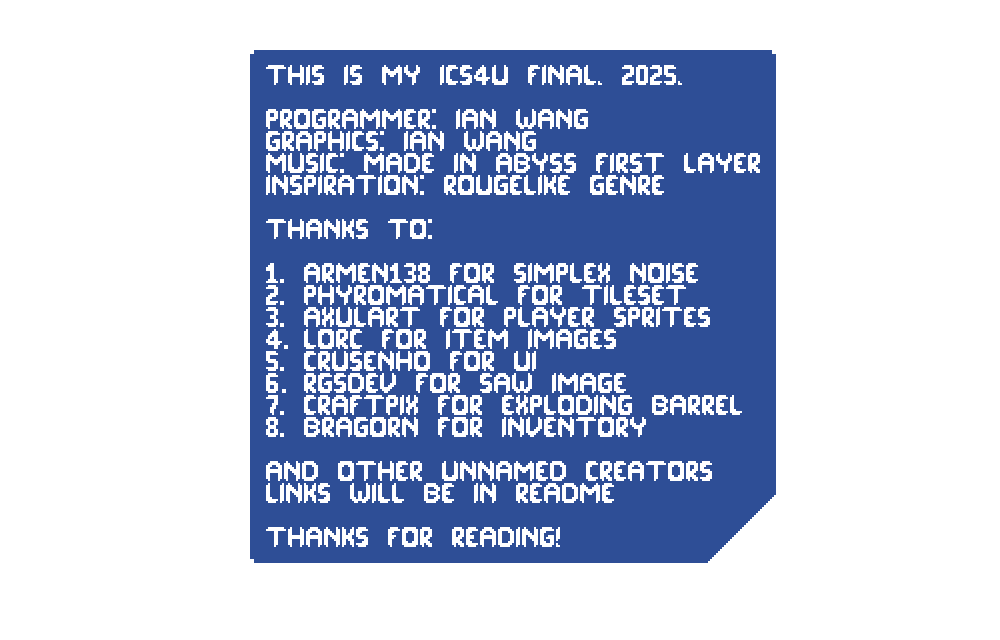 THIS IS MY ICS4U FINAL. 2025.
PROGRAMMER: IAN WANG
GRAPHICS: IAN WANG
MUSIC: MADE IN ABYSS FIRST LAYER
INSPIRATION: ROUGELIKE GENRE
THANKS TO:
1. ARMEN138 FOR SIMPLEX NOISE
2. PHYROMATICAL FOR TILESET
3. AXULART FOR PLAYER SPRITES
4. LORC FOR ITEM IMAGES
5. CRUSENHO FOR UI
6. RGSDEV FOR SAW IMAGE
7. CRAFTPIX FOR EXPLODING BARREL
8. BRAGORN FOR INVENTORY
AND OTHER UNNAMED CREATORS
LINKS WILL BE IN README
THANKS FOR READING!